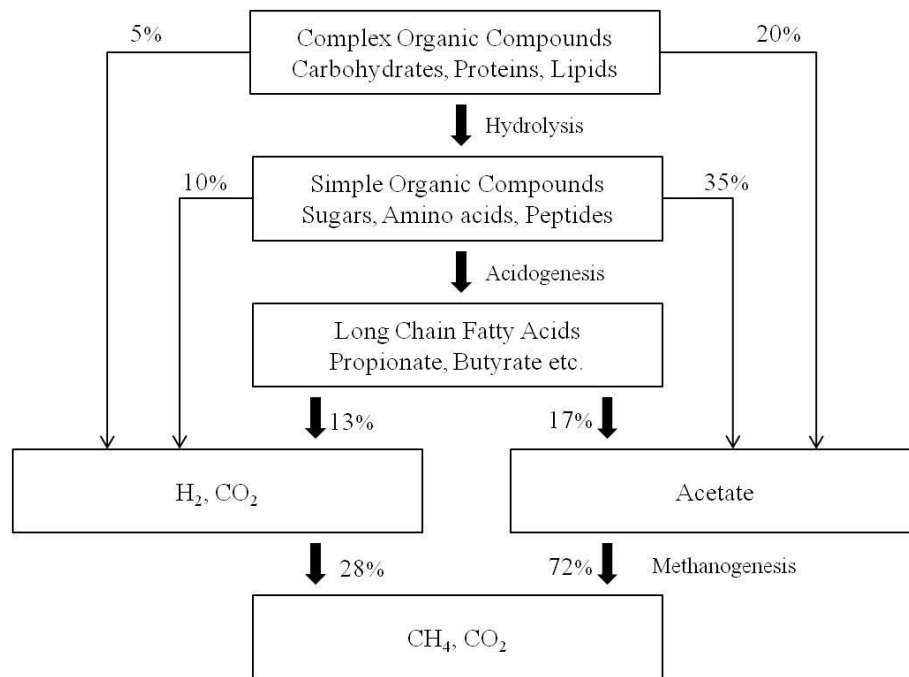 5%
Complex Organic Compounds
Carbohydrates, Proteins, Lipids
20%
Hydrolysis
10%
Simple Organic Compounds
Sugars, Amino acids, Peptides
35%
Acidogenesis
Long Chain Fatty Acids
Propionate, Butyrate etc.
13%
17%
H₂, CO₂
Acetate
28%
72%
Methanogenesis
CH₄, CO₂